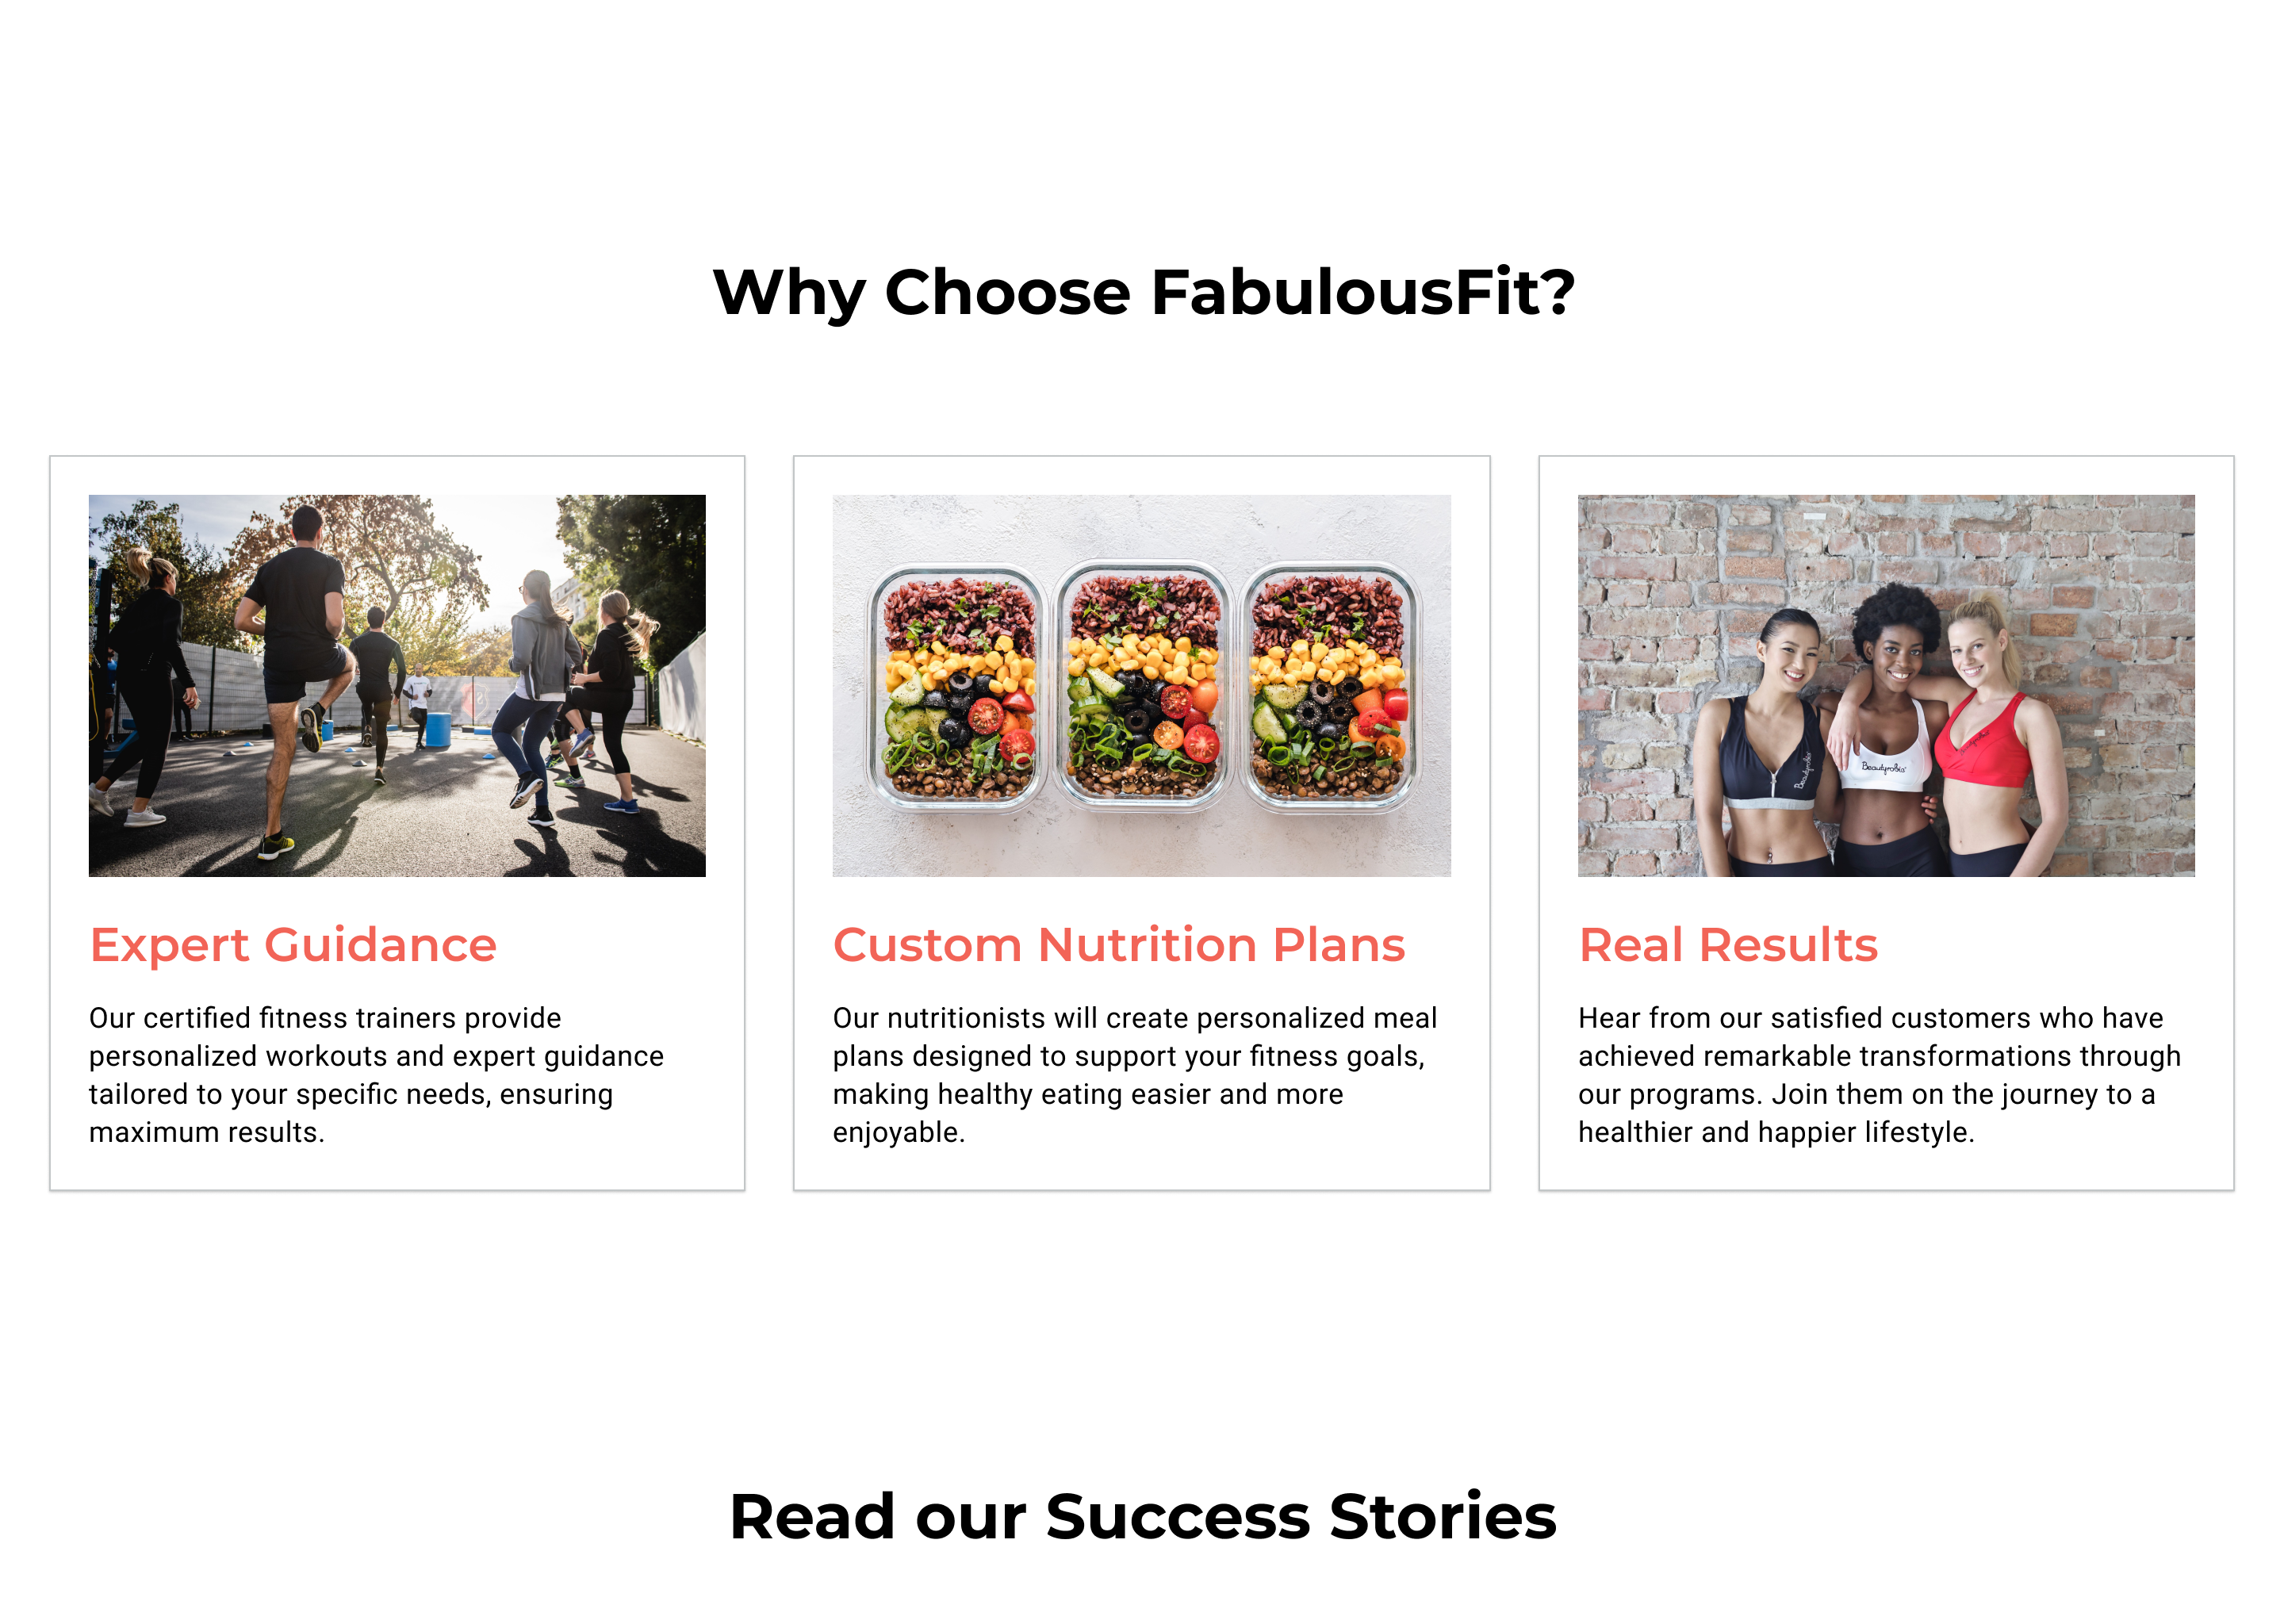 Why Choose FabulousFit?
Expert Guidance
Our certified fitness trainers provide
personalized workouts and expert guidance
tailored to your specific needs, ensuring
maximum results.
Custom Nutrition Plans
Our nutritionists will create personalized meal
plans designed to support your fitness goals,
making healthy eating easier and more
enjoyable.
Beautyrobic
Beautyrobic
Real Results
Hear from our satisfied customers who have
achieved remarkable transformations through
our programs. Join them on the journey to a
healthier and happier lifestyle.
Read our Success Stories